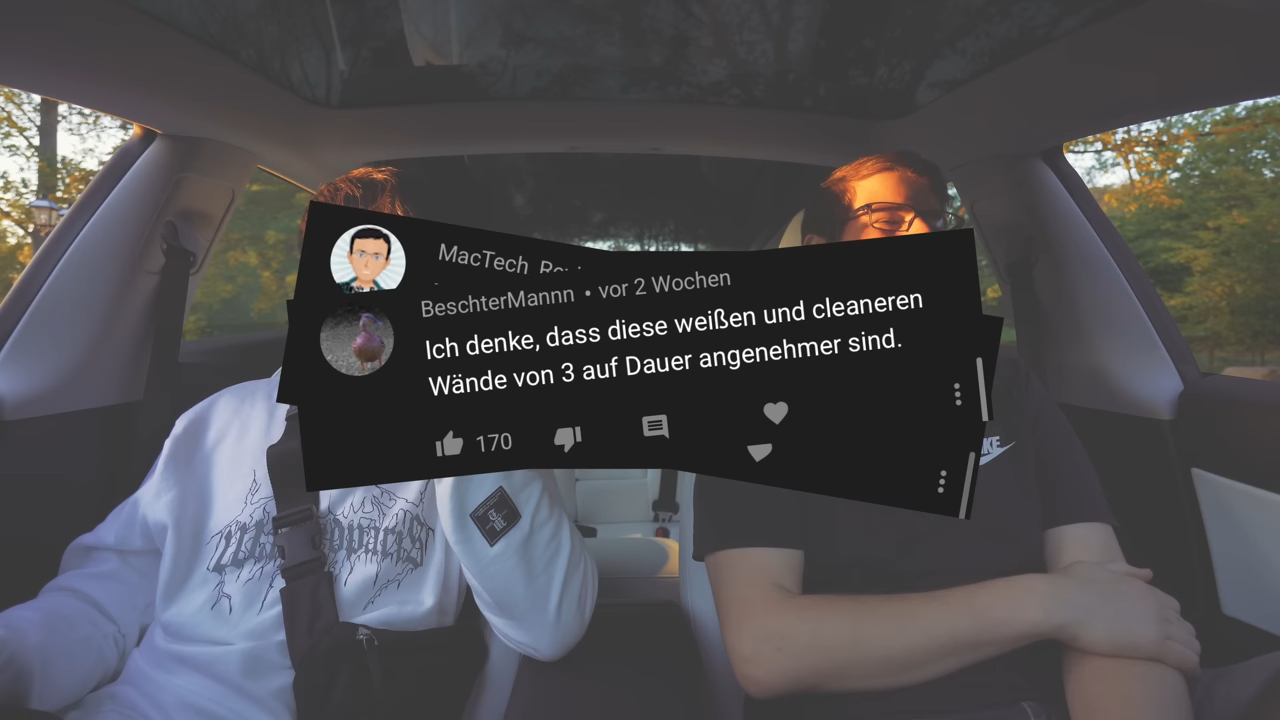 MacTech
BeschterMannn • vor 2 Wochen
Ich denke, dass diese weißen und cleaneren
Wände von 3 auf Dauer angenehmer sind.
170